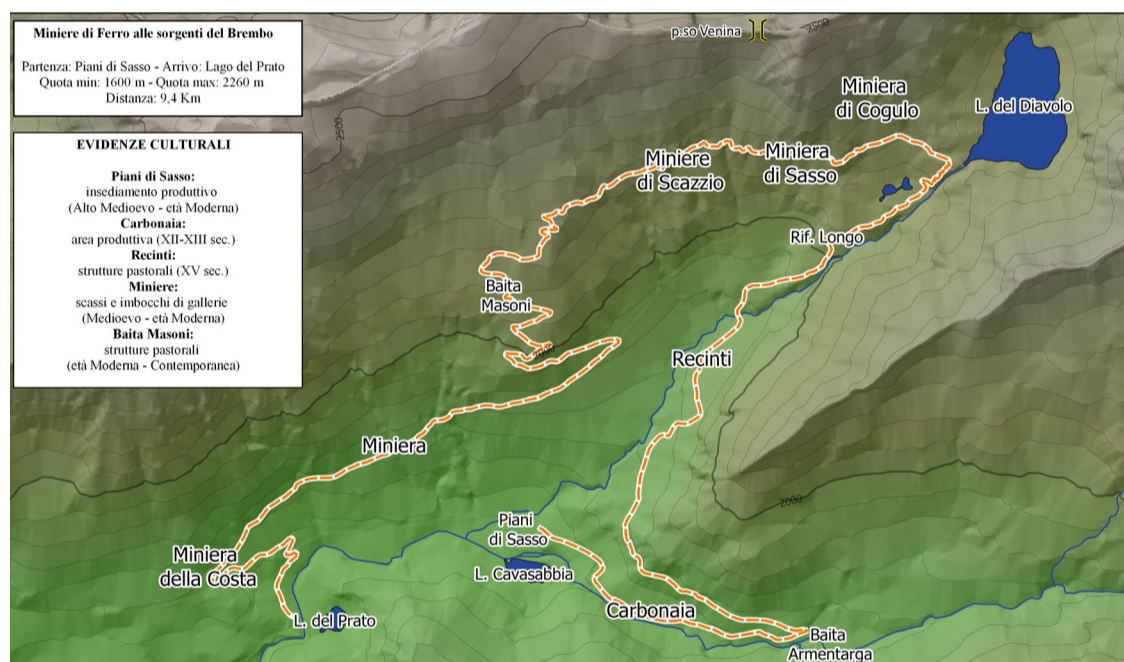 Miniere di Ferro alle sorgenti del Brembo
Partenza: Piani di Sasso - Arrivo: Lago del Prato
Quota min: 1600 m - Quota max: 2260 m
Distanza: 9,4 Km
EVIDENZE CULTURALI
Piani di Sasso:
insediamento produttivo
(Alto Medioevo - età Moderna)
Carbonaia:
area produttiva (XII-XIII sec.)
Recinti:
strutture pastorali (XV sec.)
Miniere:
scassi e imbocchi di gallerie
(Medioevo - età Moderna)
Baita Masoni:
strutture pastorali
(età Moderna - Contemporanea)
p.so Venina
2500
2500
Miniera
di Cogulo
L. del Diavolo
Miniere
di Scazzio
Miniera
di Sasso
Rif. Longo
Baita
Masoni
2000
Recinti
Miniera
2000
Piani
di Sasso
Miniera
della Costa
L. Cavasabbia
Carbonaia
L. del Prato
Baita
Armentarga